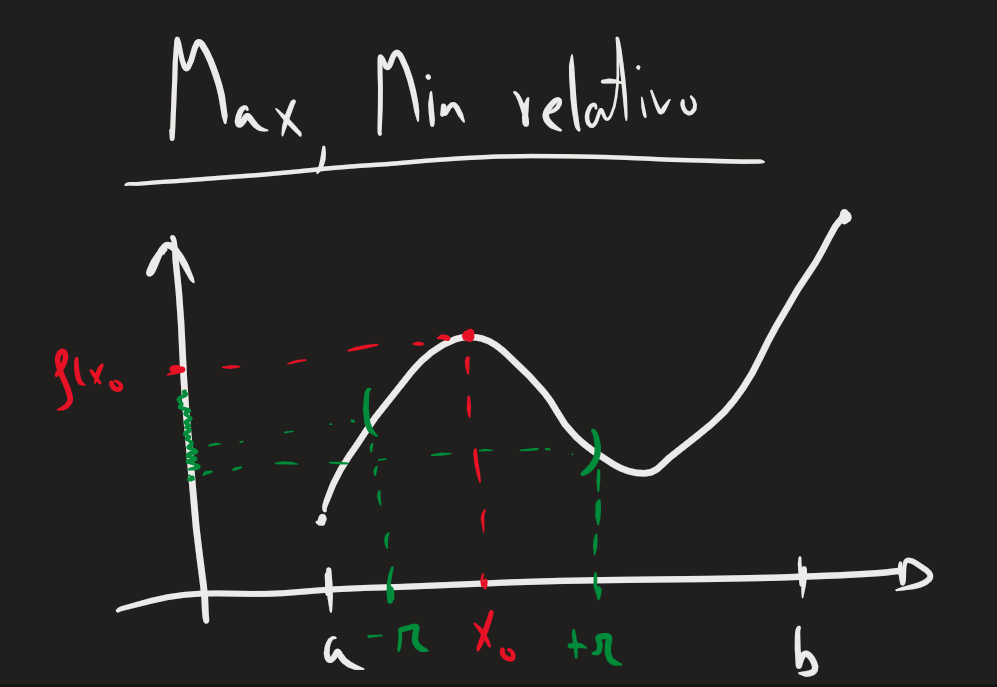 Max, Min relativo
f(x₀
a -r x₀ +r b